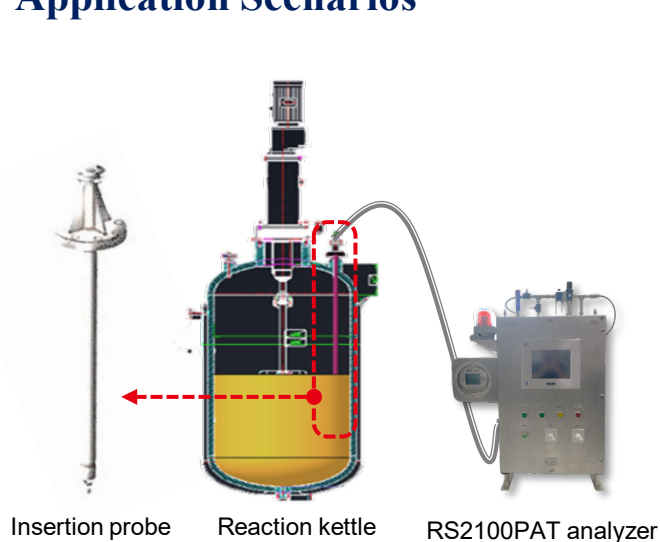 Application Scenarios
Insertion probe
Reaction kettle
RS2100PAT analyzer